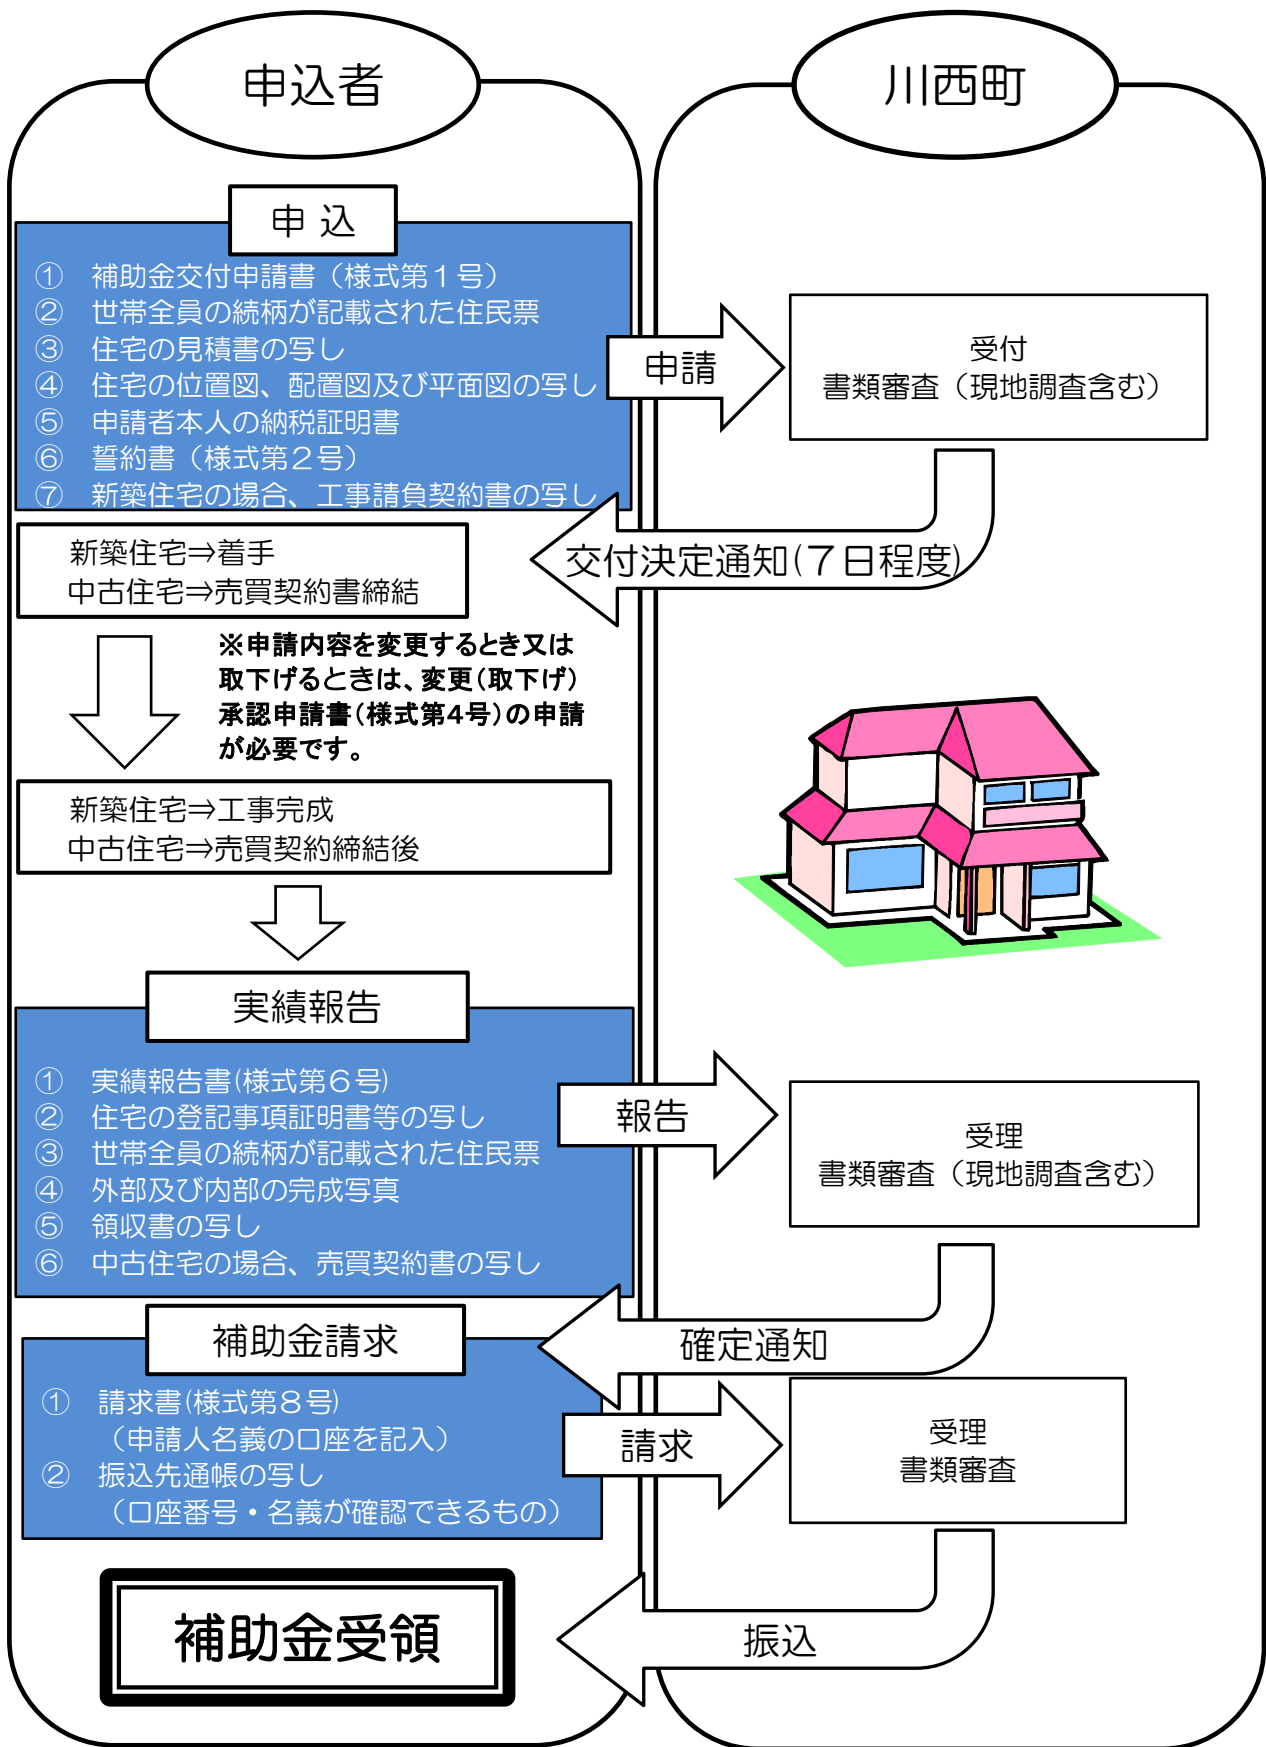 申込者
川西町
申 込
① 補助金交付申請書（様式第１号）
② 世帯全員の続柄が記載された住民票
③ 住宅の見積書の写し
④ 住宅の位置図、配置図及び平面図の写し
⑤ 申請者本人の納税証明書
⑥ 誓約書（様式第２号）
⑦ 新築住宅の場合、工事請負契約書の写し
申請
受付
書類審査（現地調査含む）
交付決定通知(７日程度)
新築住宅⇒着手
中古住宅⇒売買契約書締結
※申請内容を変更するとき又は
取下げるときは、変更（取下げ）
承認申請書（様式第4号）の申請
が必要です。
新築住宅⇒工事完成
中古住宅⇒売買契約締結後
実績報告
① 実績報告書(様式第６号)
② 住宅の登記事項証明書等の写し
③ 世帯全員の続柄が記載された住民票
④ 外部及び内部の完成写真
⑤ 領収書の写し
⑥ 中古住宅の場合、売買契約書の写し
報告
受理
書類審査（現地調査含む）
確定通知
補助金請求
① 請求書(様式第８号)
（申請人名義の口座を記入）
② 振込先通帳の写し
（口座番号・名義が確認できるもの）
請求
受理
書類審査
振込
補助金受領